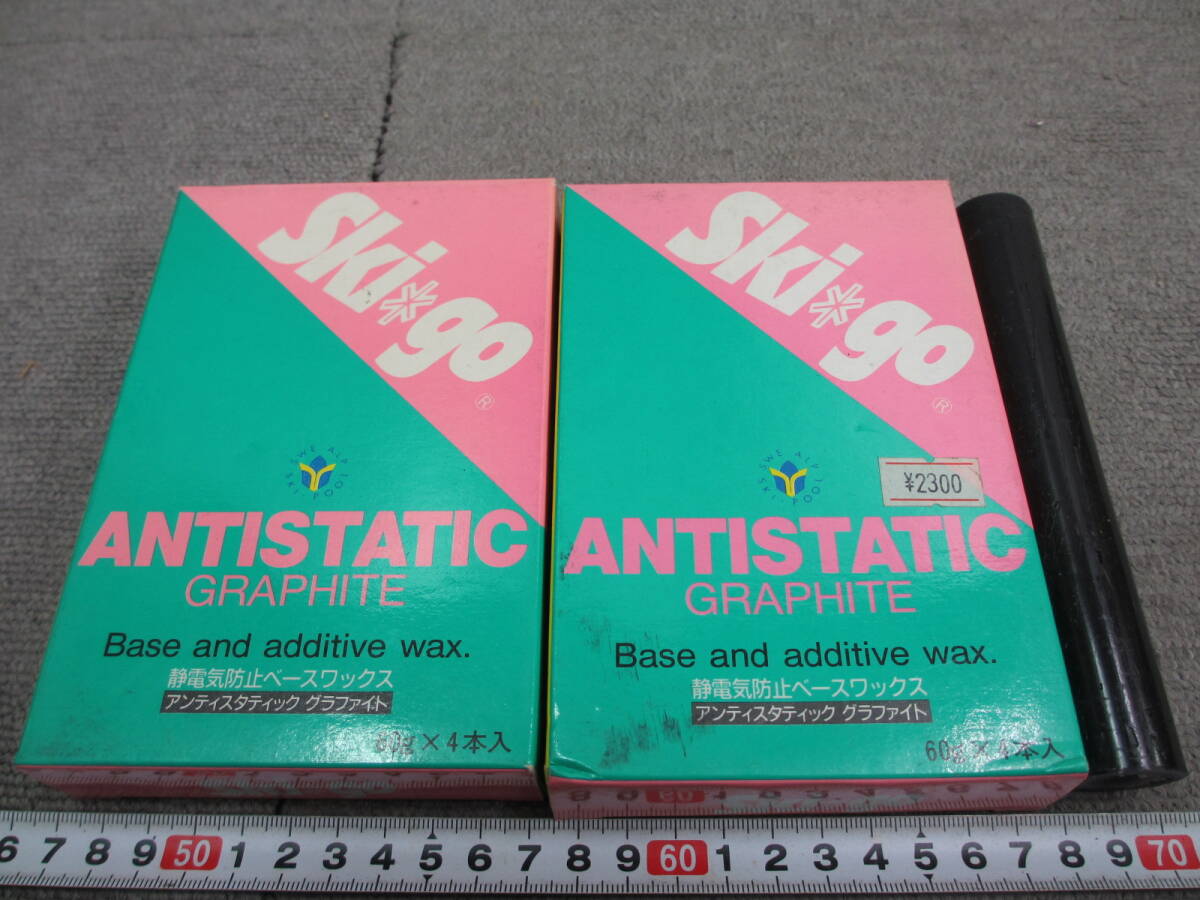 Ski*go
®
SWE ALP
SKI-POOL
ANTISTATIC
GRAPHITE
Base and additive wax.
静電気防止ベースワックス
アンティスタティック グラファイト
60g×4本入
Ski*go
®
SWE ALP
SKI-POOL
¥2300
ANTISTATIC
GRAPHITE
Base and additive wax.
静電気防止ベースワックス
アンティスタティック グラファイト
60g×4本入
6 7 8 9 50 1 2 3 4 5 6 7 8 9 60 1 2 3 4 5 6 7 8 9 70